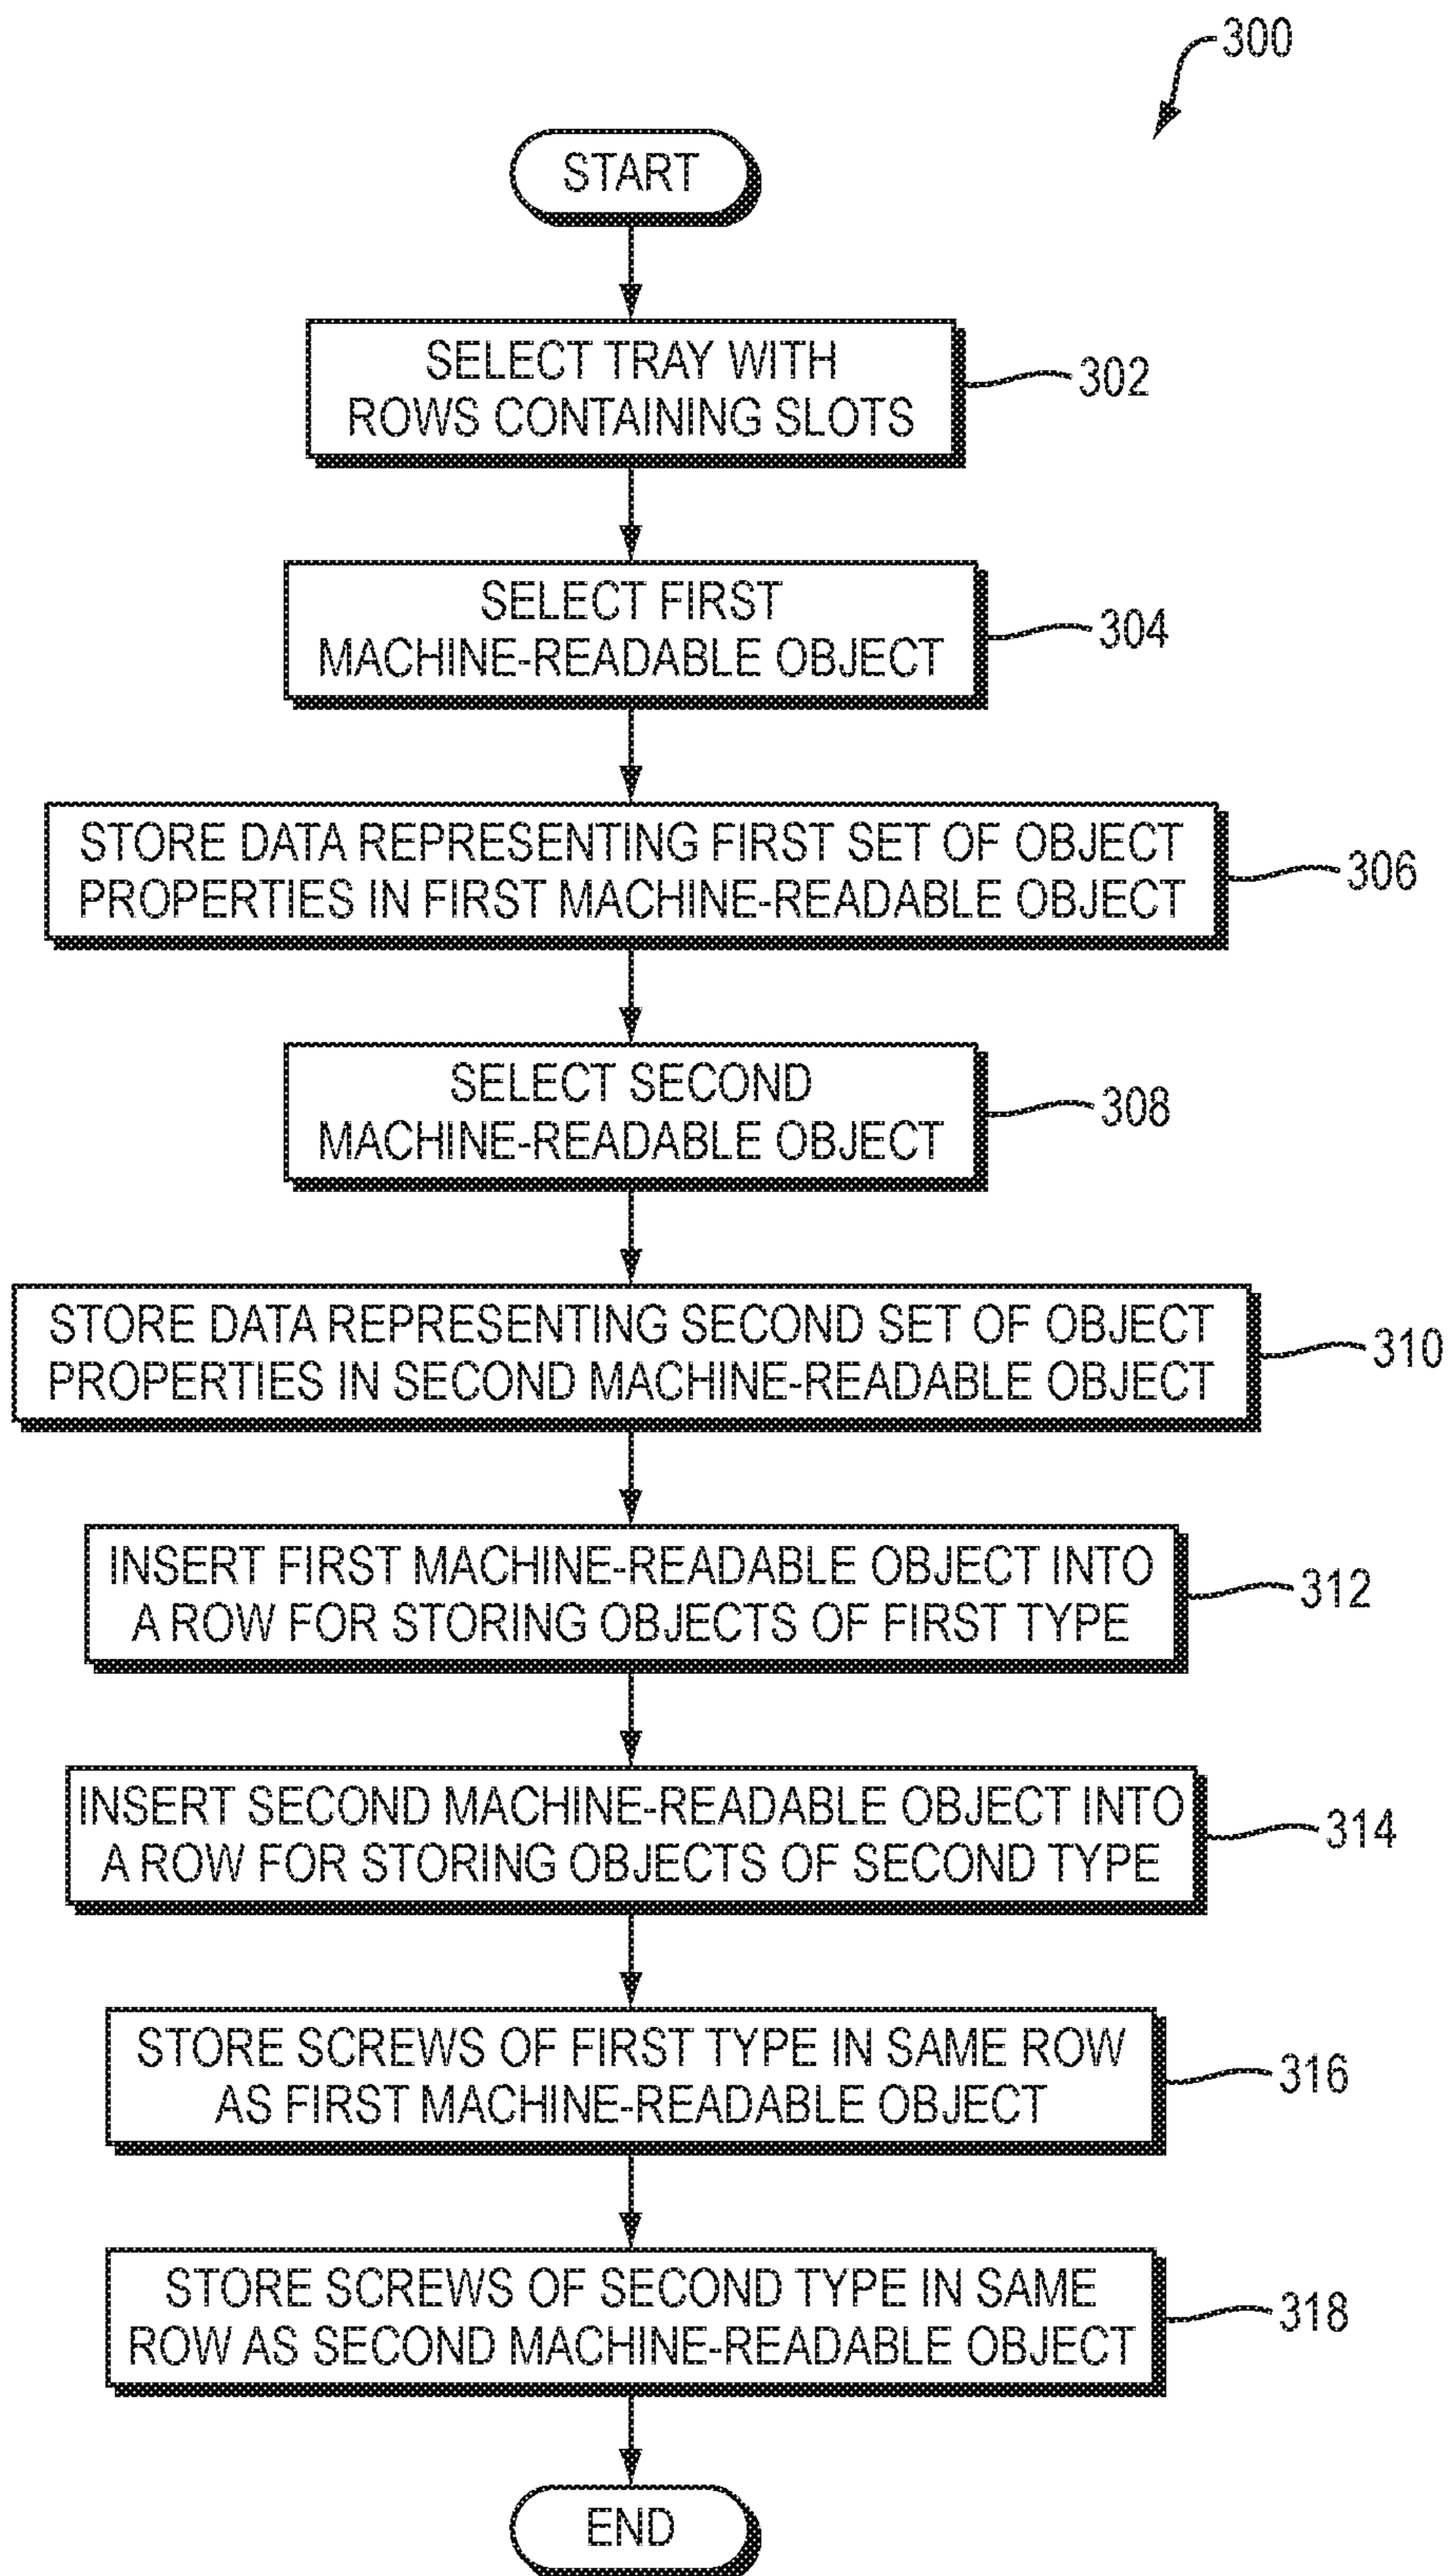 300
START
SELECT TRAY WITH
ROWS CONTAINING SLOTS
302
SELECT FIRST
MACHINE-READABLE OBJECT
304
STORE DATA REPRESENTING FIRST SET OF OBJECT
PROPERTIES IN FIRST MACHINE-READABLE OBJECT
306
SELECT SECOND
MACHINE-READABLE OBJECT
308
STORE DATA REPRESENTING SECOND SET OF OBJECT
PROPERTIES IN SECOND MACHINE-READABLE OBJECT
310
INSERT FIRST MACHINE-READABLE OBJECT INTO
A ROW FOR STORING OBJECTS OF FIRST TYPE
312
INSERT SECOND MACHINE-READABLE OBJECT INTO
A ROW FOR STORING OBJECTS OF SECOND TYPE
314
STORE SCREWS OF FIRST TYPE IN SAME ROW
AS FIRST MACHINE-READABLE OBJECT
316
STORE SCREWS OF SECOND TYPE IN SAME
ROW AS SECOND MACHINE-READABLE OBJECT
318
END